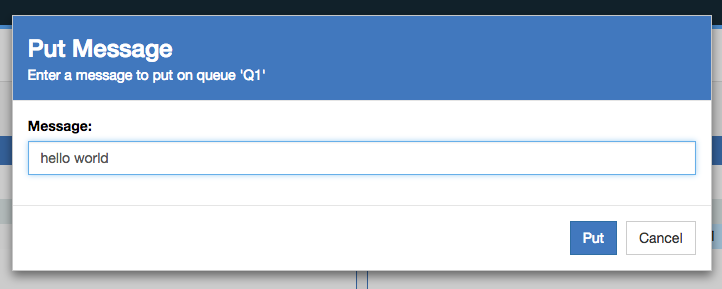 Put Message
Enter a message to put on queue 'Q1'
Message:
hello world
Put Cancel